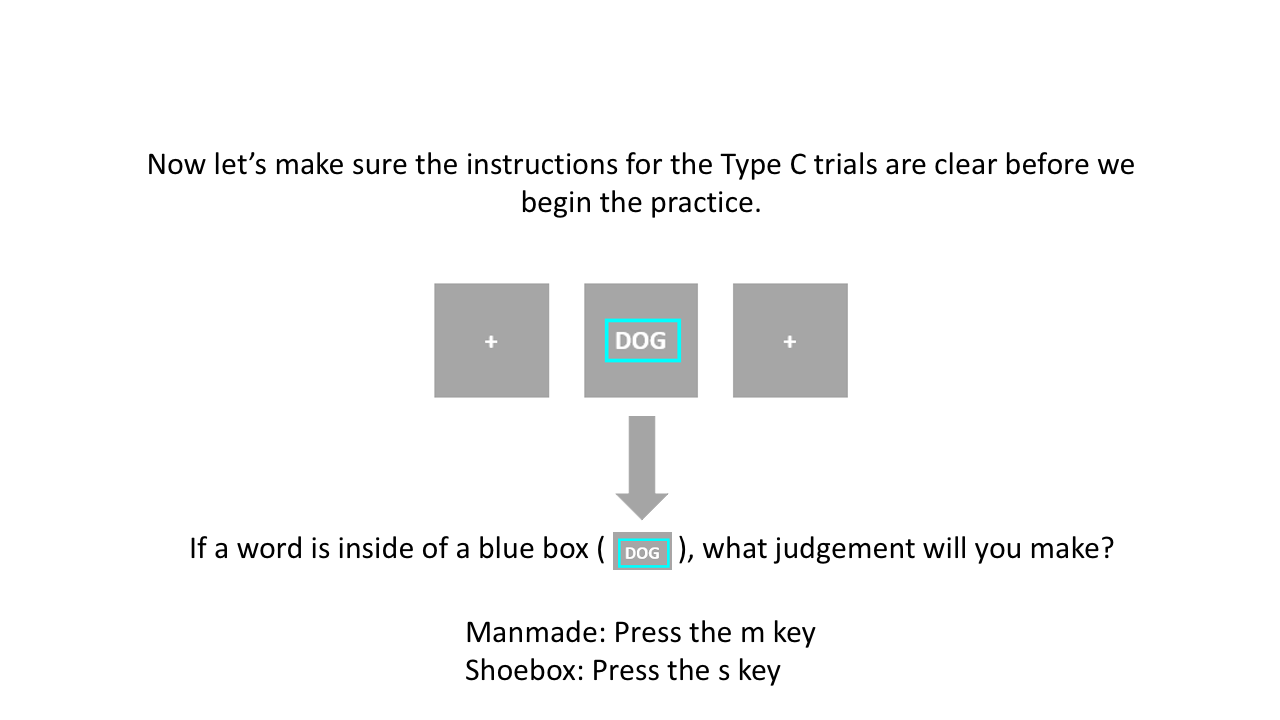 Now let’s make sure the instructions for the Type C trials are clear before we
begin the practice.
+ DOG +
If a word is inside of a blue box ( DOG ), what judgement will you make?
Manmade: Press the m key
Shoebox: Press the s key